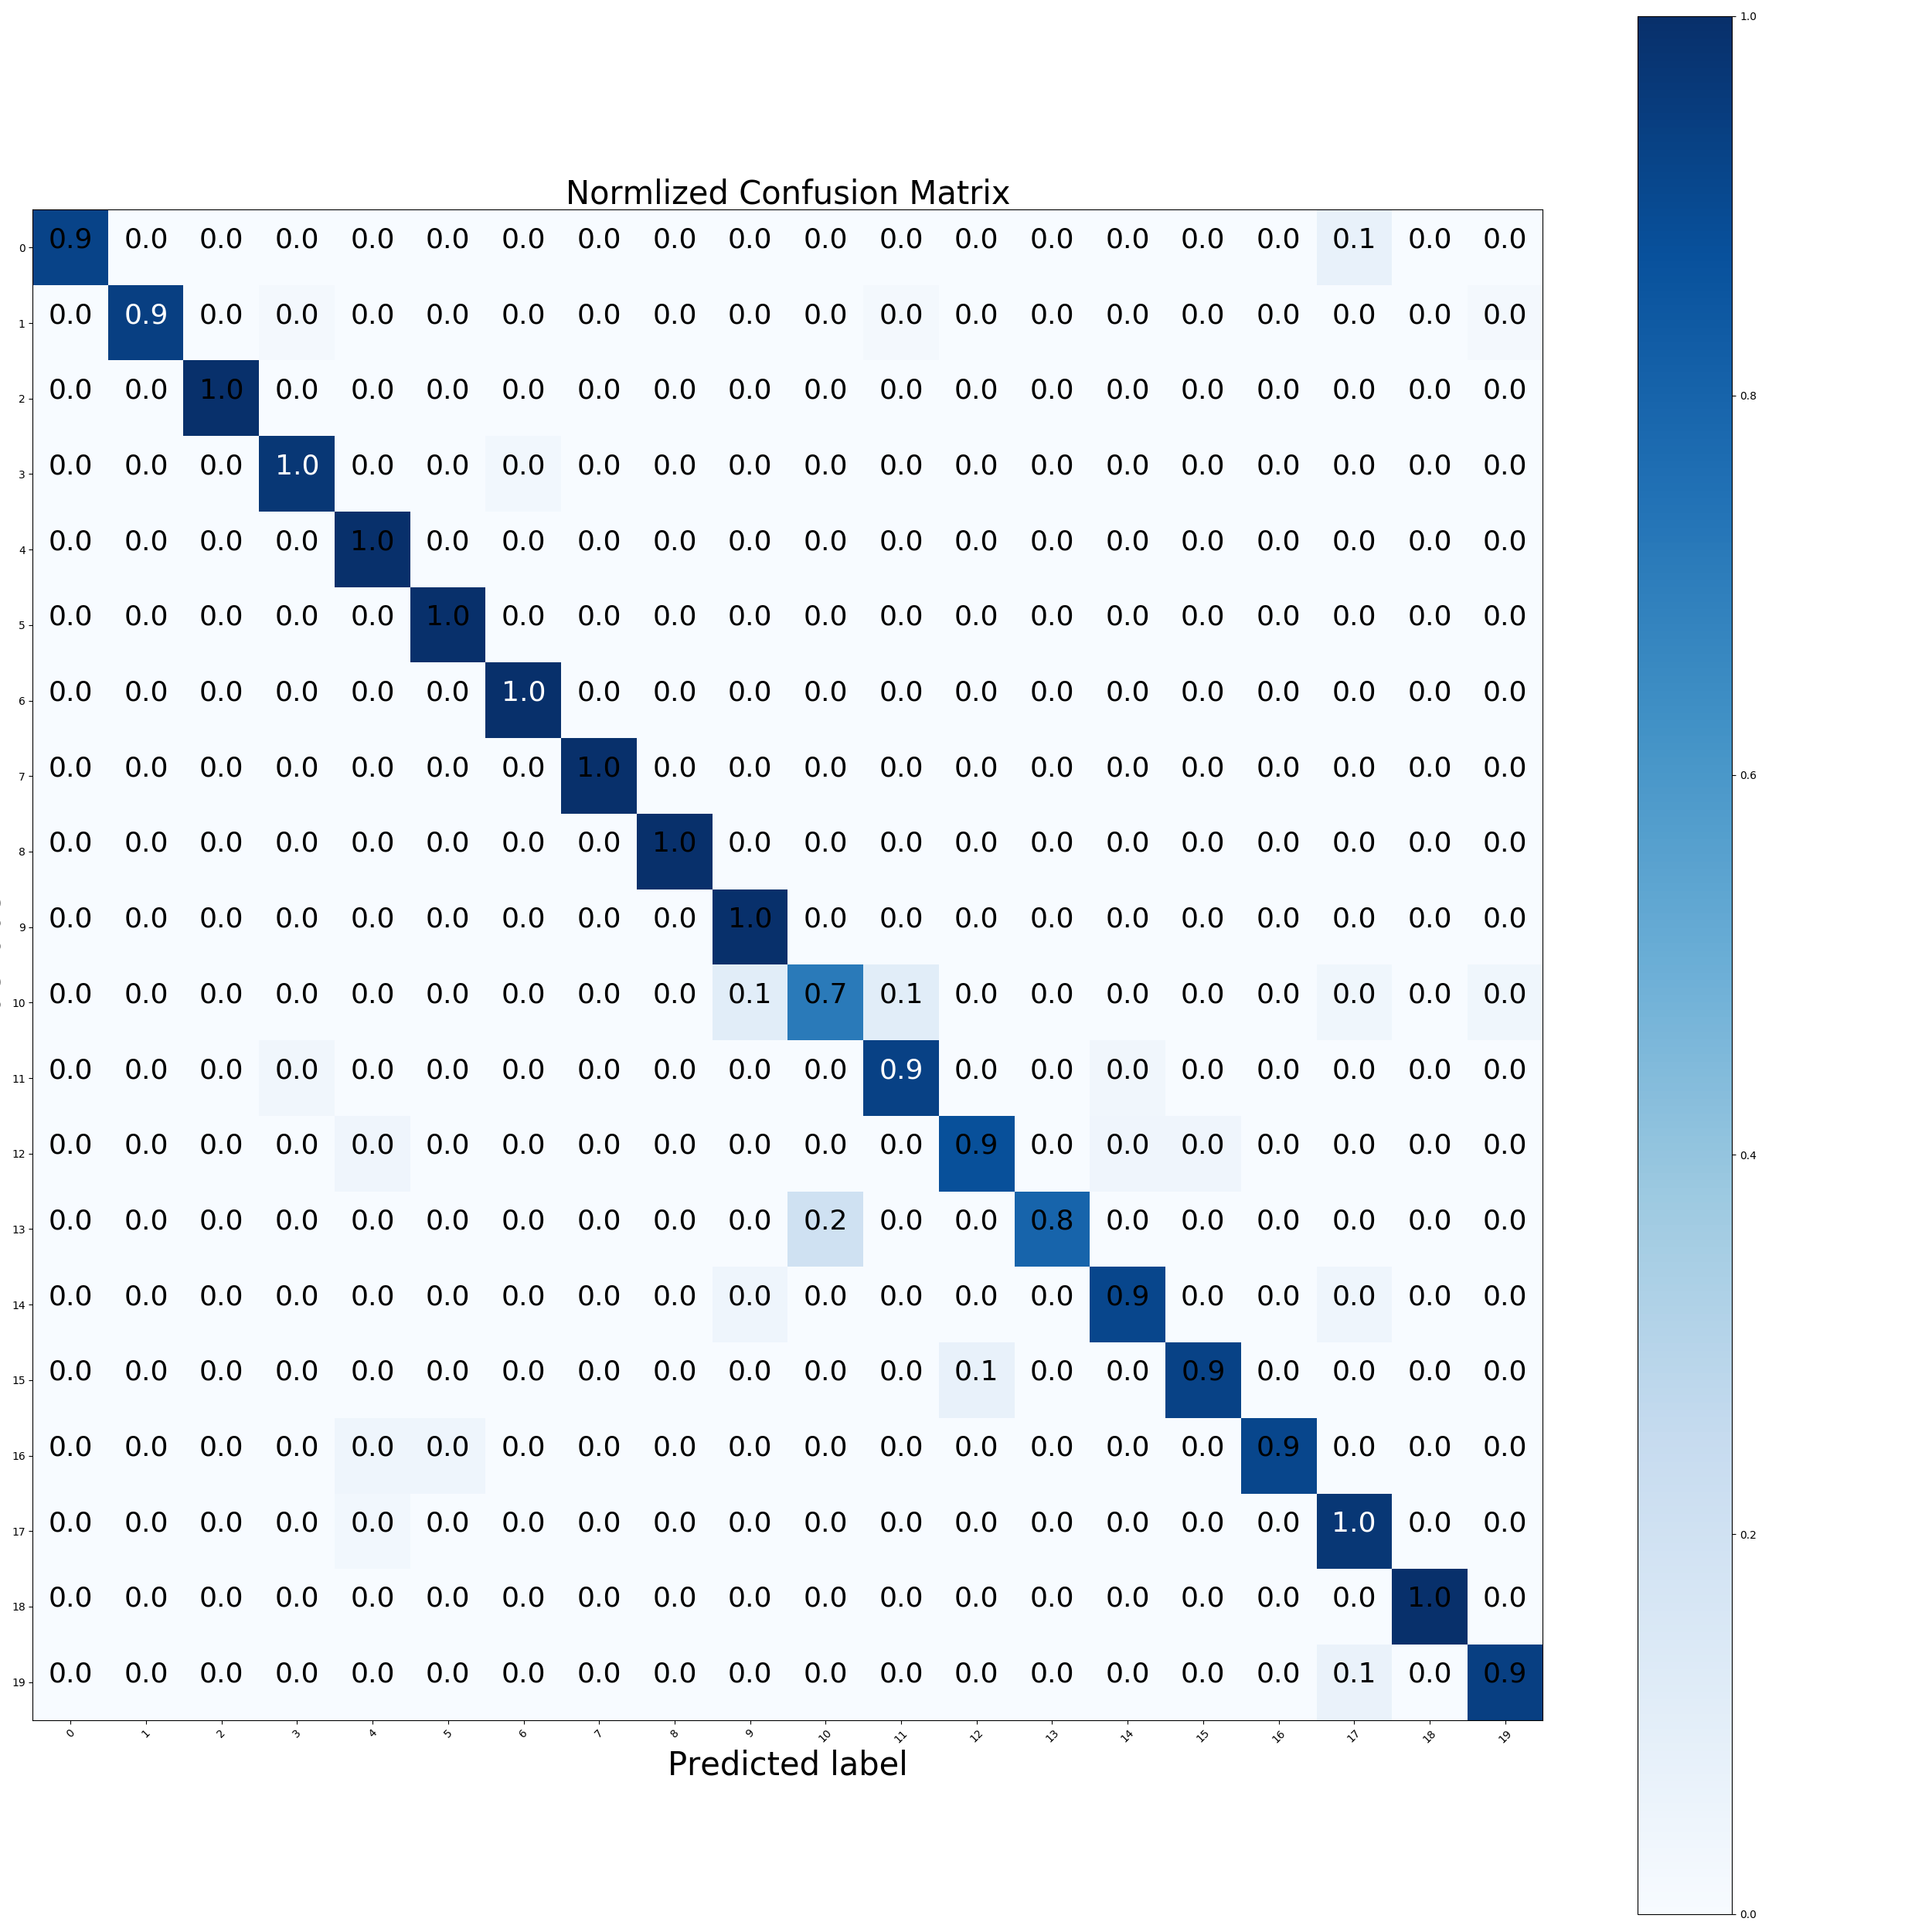 1.0
Normlized Confusion Matrix
0 0.9 0.0 0.0 0.0 0.0 0.0 0.0 0.0 0.0 0.0 0.0 0.0 0.0 0.0 0.0 0.0 0.0 0.1 0.0 0.0
1 0.0 0.9 0.0 0.0 0.0 0.0 0.0 0.0 0.0 0.0 0.0 0.0 0.0 0.0 0.0 0.0 0.0 0.0 0.0 0.0
2 0.0 0.0 1.0 0.0 0.0 0.0 0.0 0.0 0.0 0.0 0.0 0.0 0.0 0.0 0.0 0.0 0.0 0.0 0.0 0.0
0.8
3 0.0 0.0 0.0 1.0 0.0 0.0 0.0 0.0 0.0 0.0 0.0 0.0 0.0 0.0 0.0 0.0 0.0 0.0 0.0 0.0
4 0.0 0.0 0.0 0.0 1.0 0.0 0.0 0.0 0.0 0.0 0.0 0.0 0.0 0.0 0.0 0.0 0.0 0.0 0.0 0.0
5 0.0 0.0 0.0 0.0 0.0 1.0 0.0 0.0 0.0 0.0 0.0 0.0 0.0 0.0 0.0 0.0 0.0 0.0 0.0 0.0
6 0.0 0.0 0.0 0.0 0.0 0.0 1.0 0.0 0.0 0.0 0.0 0.0 0.0 0.0 0.0 0.0 0.0 0.0 0.0 0.0
7 0.0 0.0 0.0 0.0 0.0 0.0 0.0 1.0 0.0 0.0 0.0 0.0 0.0 0.0 0.0 0.0 0.0 0.0 0.0 0.0
0.6
8 0.0 0.0 0.0 0.0 0.0 0.0 0.0 0.0 1.0 0.0 0.0 0.0 0.0 0.0 0.0 0.0 0.0 0.0 0.0 0.0
9 0.0 0.0 0.0 0.0 0.0 0.0 0.0 0.0 0.0 1.0 0.0 0.0 0.0 0.0 0.0 0.0 0.0 0.0 0.0 0.0
10 0.0 0.0 0.0 0.0 0.0 0.0 0.0 0.0 0.0 0.1 0.7 0.1 0.0 0.0 0.0 0.0 0.0 0.0 0.0 0.0
11 0.0 0.0 0.0 0.0 0.0 0.0 0.0 0.0 0.0 0.0 0.0 0.9 0.0 0.0 0.0 0.0 0.0 0.0 0.0 0.0
12 0.0 0.0 0.0 0.0 0.0 0.0 0.0 0.0 0.0 0.0 0.0 0.0 0.9 0.0 0.0 0.0 0.0 0.0 0.0 0.0
0.4
13 0.0 0.0 0.0 0.0 0.0 0.0 0.0 0.0 0.0 0.0 0.2 0.0 0.0 0.8 0.0 0.0 0.0 0.0 0.0 0.0
14 0.0 0.0 0.0 0.0 0.0 0.0 0.0 0.0 0.0 0.0 0.0 0.0 0.0 0.0 0.9 0.0 0.0 0.0 0.0 0.0
15 0.0 0.0 0.0 0.0 0.0 0.0 0.0 0.0 0.0 0.0 0.0 0.0 0.1 0.0 0.0 0.9 0.0 0.0 0.0 0.0
16 0.0 0.0 0.0 0.0 0.0 0.0 0.0 0.0 0.0 0.0 0.0 0.0 0.0 0.0 0.0 0.0 0.9 0.0 0.0 0.0
17 0.0 0.0 0.0 0.0 0.0 0.0 0.0 0.0 0.0 0.0 0.0 0.0 0.0 0.0 0.0 0.0 0.0 1.0 0.0 0.0
0.2
18 0.0 0.0 0.0 0.0 0.0 0.0 0.0 0.0 0.0 0.0 0.0 0.0 0.0 0.0 0.0 0.0 0.0 0.0 1.0 0.0
19 0.0 0.0 0.0 0.0 0.0 0.0 0.0 0.0 0.0 0.0 0.0 0.0 0.0 0.0 0.0 0.0 0.0 0.1 0.0 0.9
0 1 2 3 4 5 6 7 8 9 10 11 12 13 14 15 16 17 18 19
Predicted label
0.0